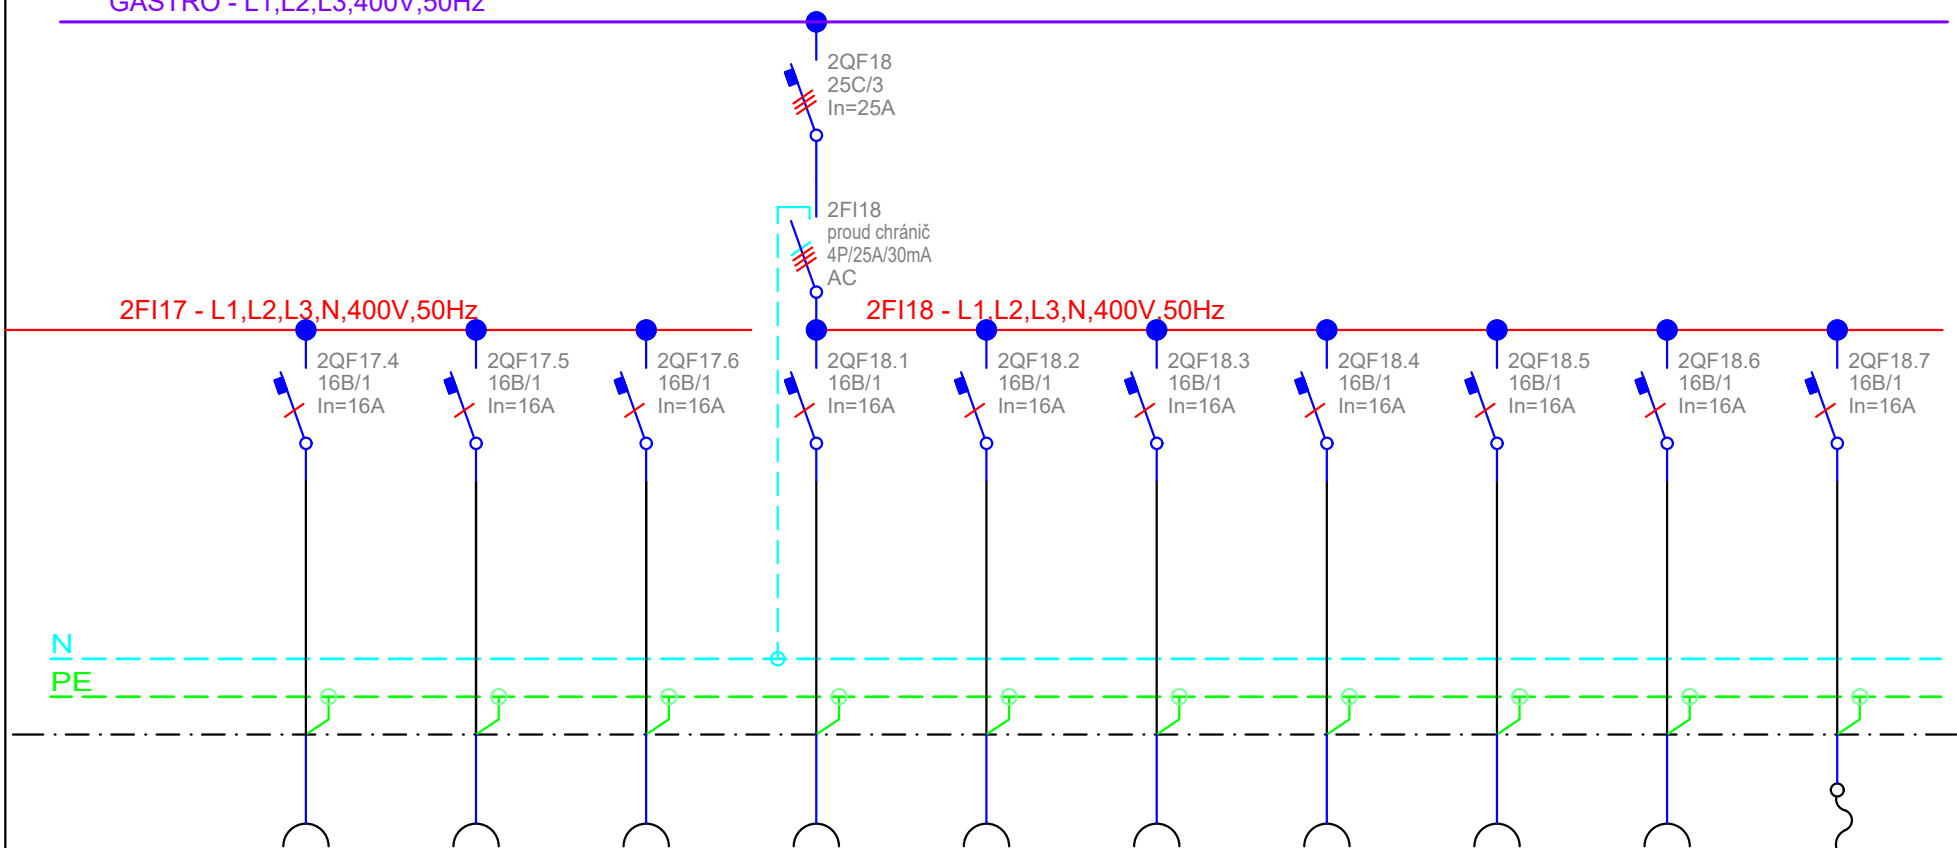 GASTRO - L1,L2,L3,400V,50Hz
2QF18
25C/3
In=25A
2FI18
proud chránič
4P/25A/30mA
AC
2FI17 - L1,L2,L3,N,400V,50Hz
2FI18 - L1,L2,L3,N,400V,50Hz
2QF17.4
16B/1
In=16A
2QF17.5
16B/1
In=16A
2QF17.6
16B/1
In=16A
2QF18.1
16B/1
In=16A
2QF18.2
16B/1
In=16A
2QF18.3
16B/1
In=16A
2QF18.4
16B/1
In=16A
2QF18.5
16B/1
In=16A
2QF18.6
16B/1
In=16A
2QF18.7
16B/1
In=16A
N
PE